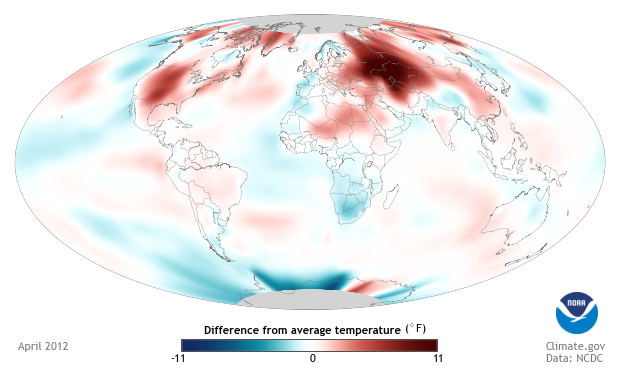 NOAA
Difference from average temperature (°F)
-11 0 11
April 2012
Climate.gov
Data: NCDC